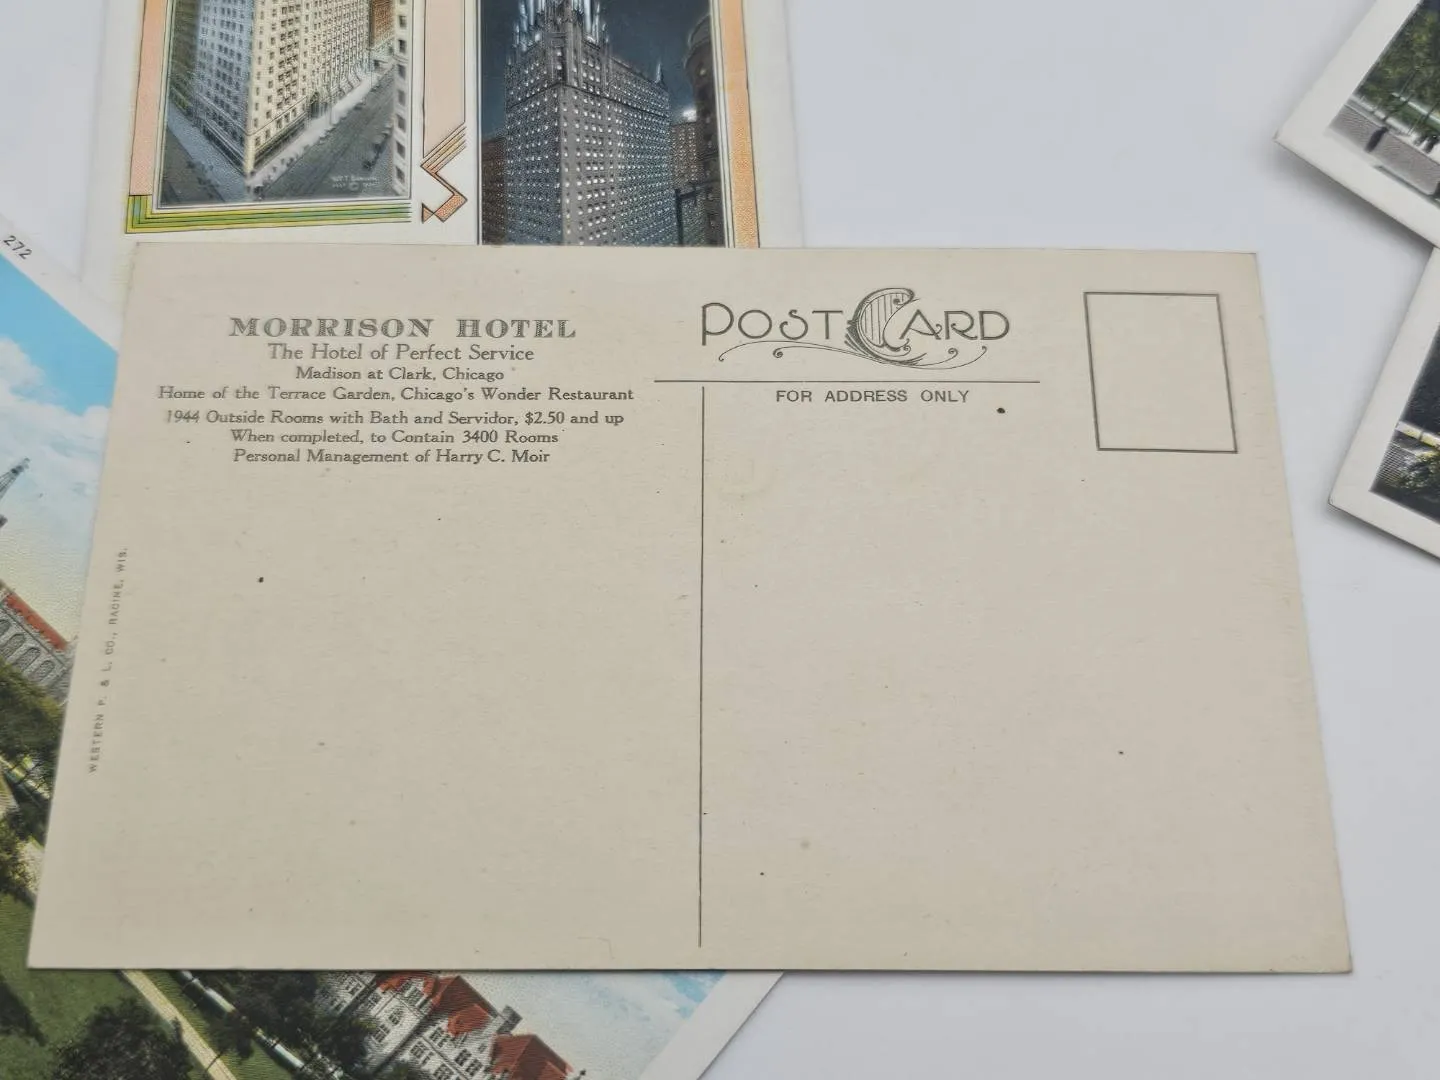 272
MORRISON HOTEL
The Hotel of Perfect Service
Madison at Clark, Chicago
Home of the Terrace Garden, Chicago's Wonder Restaurant
1944 Outside Rooms with Bath and Servidor, $2.50 and up
When completed, to Contain 3400 Rooms
Personal Management of Harry C. Moir
POST CARD
FOR ADDRESS ONLY
WESTERN P. & L. CO., RACINE, WIS.